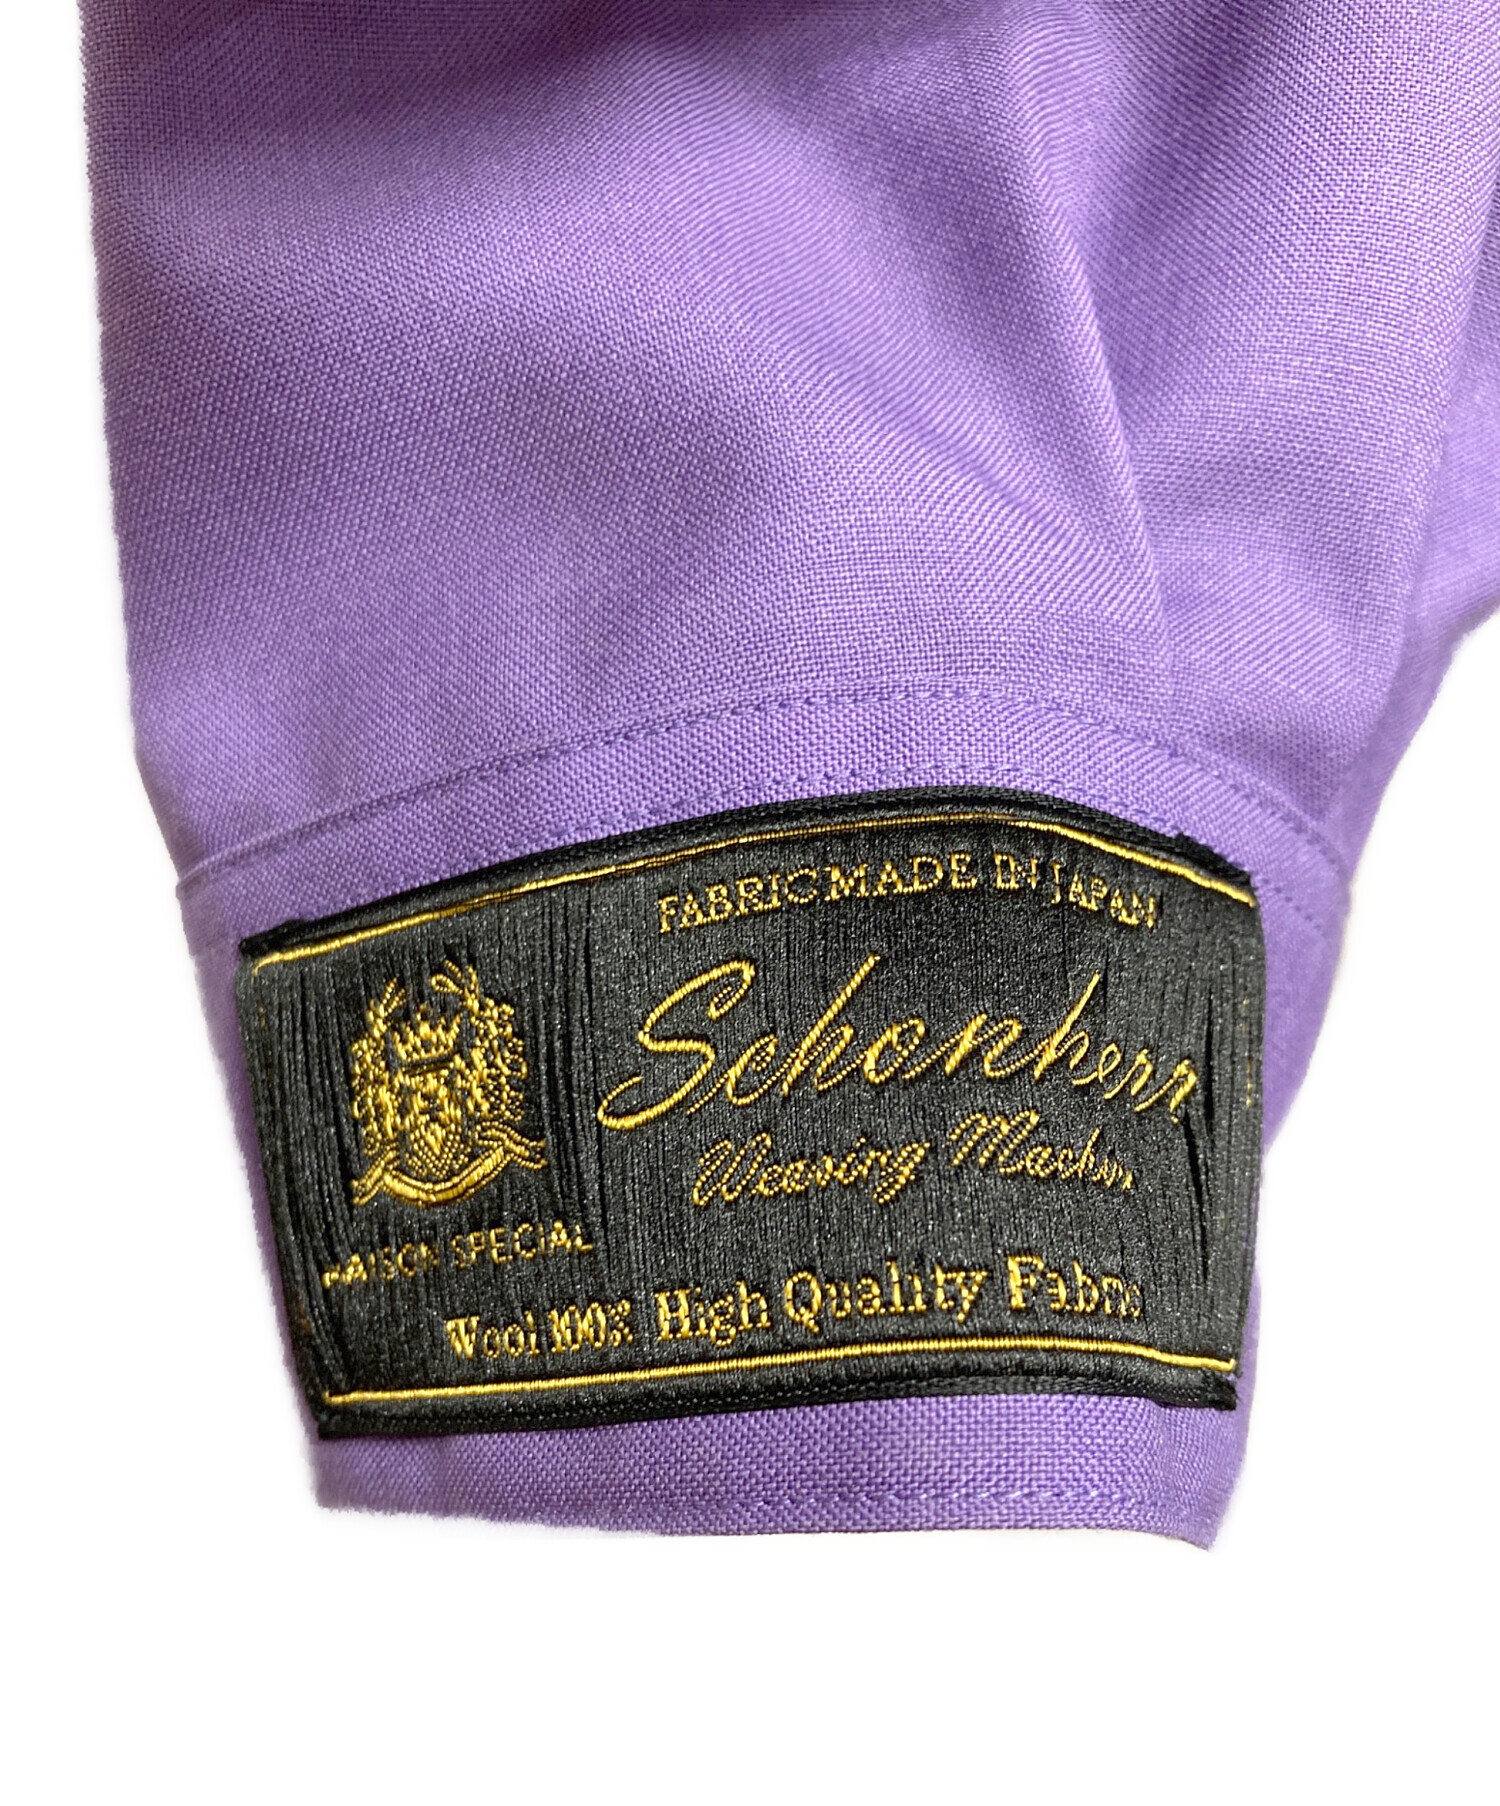 FABRIC MADE IN JAPAN
Schonherr
Weaving Machine
MAISON SPECIAL
Wool 100% High Quality Fabric